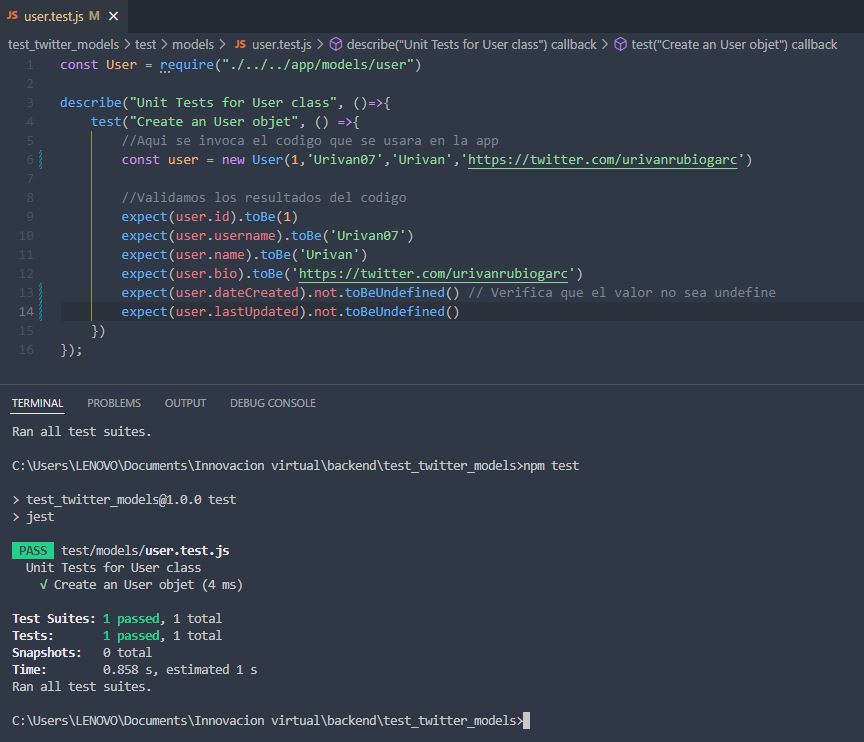 JS user.test.js M ×
test_twitter_models > test > models > JS user.test.js > describe("Unit Tests for User class") callback > test("Create an User objet") callback
1 const User = require("./../../app/models/user")
2
3 describe("Unit Tests for User class", ()=>{
4 test("Create an User objet", () =>{
5 //Aqui se invoca el codigo que se usara en la app
6 const user = new User(1,'Urivan07','Urivan','https://twitter.com/urivanrubiogarc')
7
8 //Validamos los resultados del codigo
9 expect(user.id).toBe(1)
10 expect(user.username).toBe('Urivan07')
11 expect(user.name).toBe('Urivan')
12 expect(user.bio).toBe('https://twitter.com/urivanrubiogarc')
13 expect(user.dateCreated).not.toBeUndefined() // Verifica que el valor no sea undefine
14 expect(user.lastUpdated).not.toBeUndefined()
15 })
16 });
TERMINAL PROBLEMS OUTPUT DEBUG CONSOLE
Ran all test suites.
C:\Users\LENOVO\Documents\Innovacion virtual\backend\test_twitter_models>npm test
> test_twitter_models@1.0.0 test
> jest
PASS test/models/user.test.js
Unit Tests for User class
√ Create an User objet (4 ms)
Test Suites: 1 passed, 1 total
Tests: 1 passed, 1 total
Snapshots: 0 total
Time: 0.858 s, estimated 1 s
Ran all test suites.
C:\Users\LENOVO\Documents\Innovacion virtual\backend\test_twitter_models>